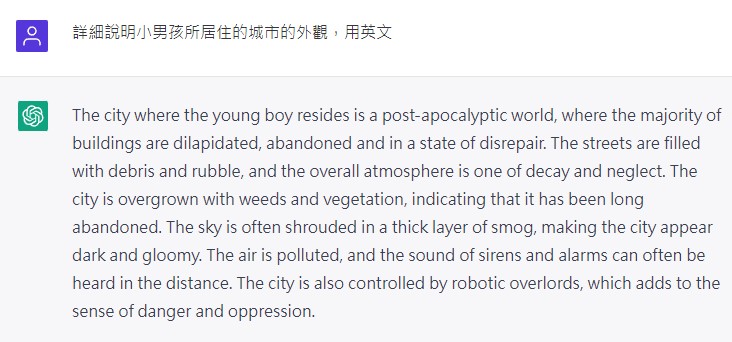 詳細說明小男孩所居住的城市的外觀，用英文
The city where the young boy resides is a post-apocalyptic world, where the majority of
buildings are dilapidated, abandoned and in a state of disrepair. The streets are filled
with debris and rubble, and the overall atmosphere is one of decay and neglect. The
city is overgrown with weeds and vegetation, indicating that it has been long
abandoned. The sky is often shrouded in a thick layer of smog, making the city appear
dark and gloomy. The air is polluted, and the sound of sirens and alarms can often be
heard in the distance. The city is also controlled by robotic overlords, which adds to the
sense of danger and oppression.